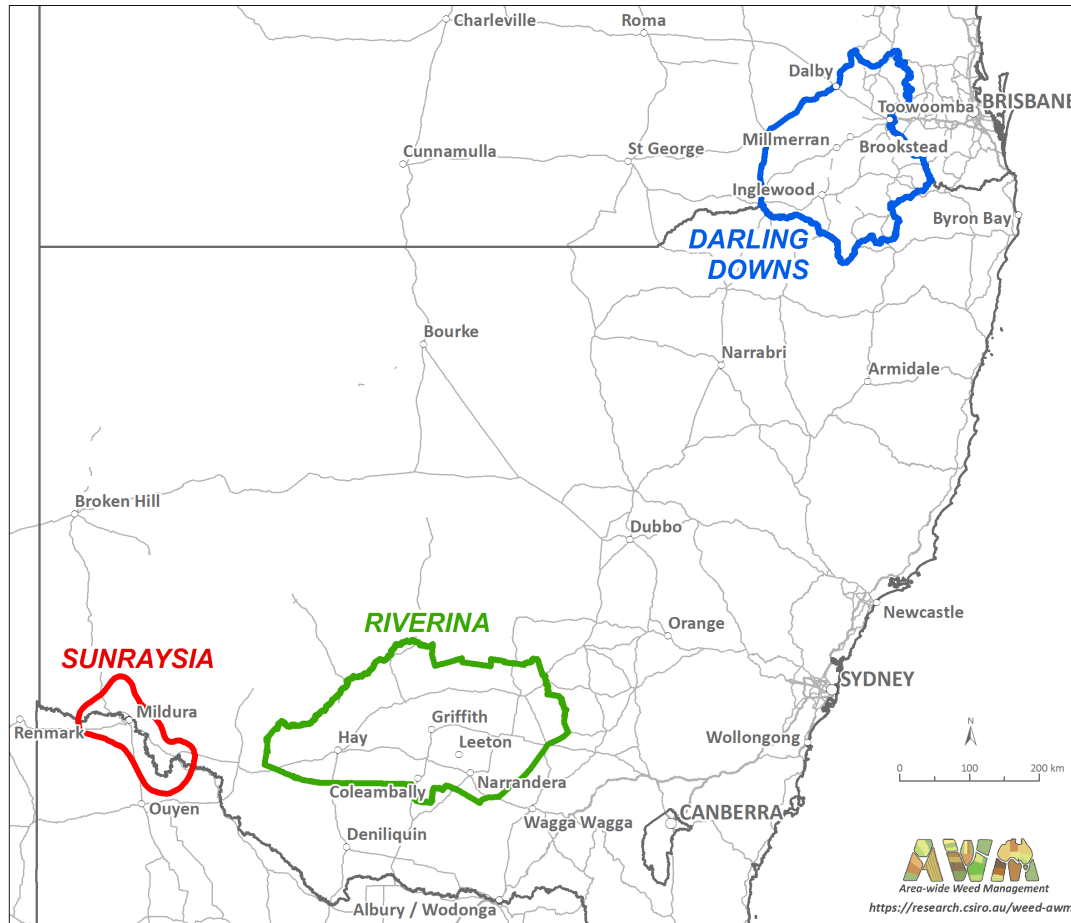 Charleville
Roma
Dalby
Toowoomba
BRISBANE
Millmerran
Brookstead
Cunnamulla
St George
Inglewood
Byron Bay
DARLING
DOWNS
Bourke
Narrabri
Armidale
Broken Hill
Dubbo
Newcastle
RIVERINA
Orange
SUNRAYSIA
SYDNEY
Mildura
Renmark
Griffith
Hay
Leeton
Wollongong
N
0 100 200 km
Narrandera
Coleambally
Ouyen
Wagga Wagga
CANBERRA
Deniliquin
AWM
Area-wide Weed Management
Albury / Wodonga
https://research.csiro.au/weed-awm